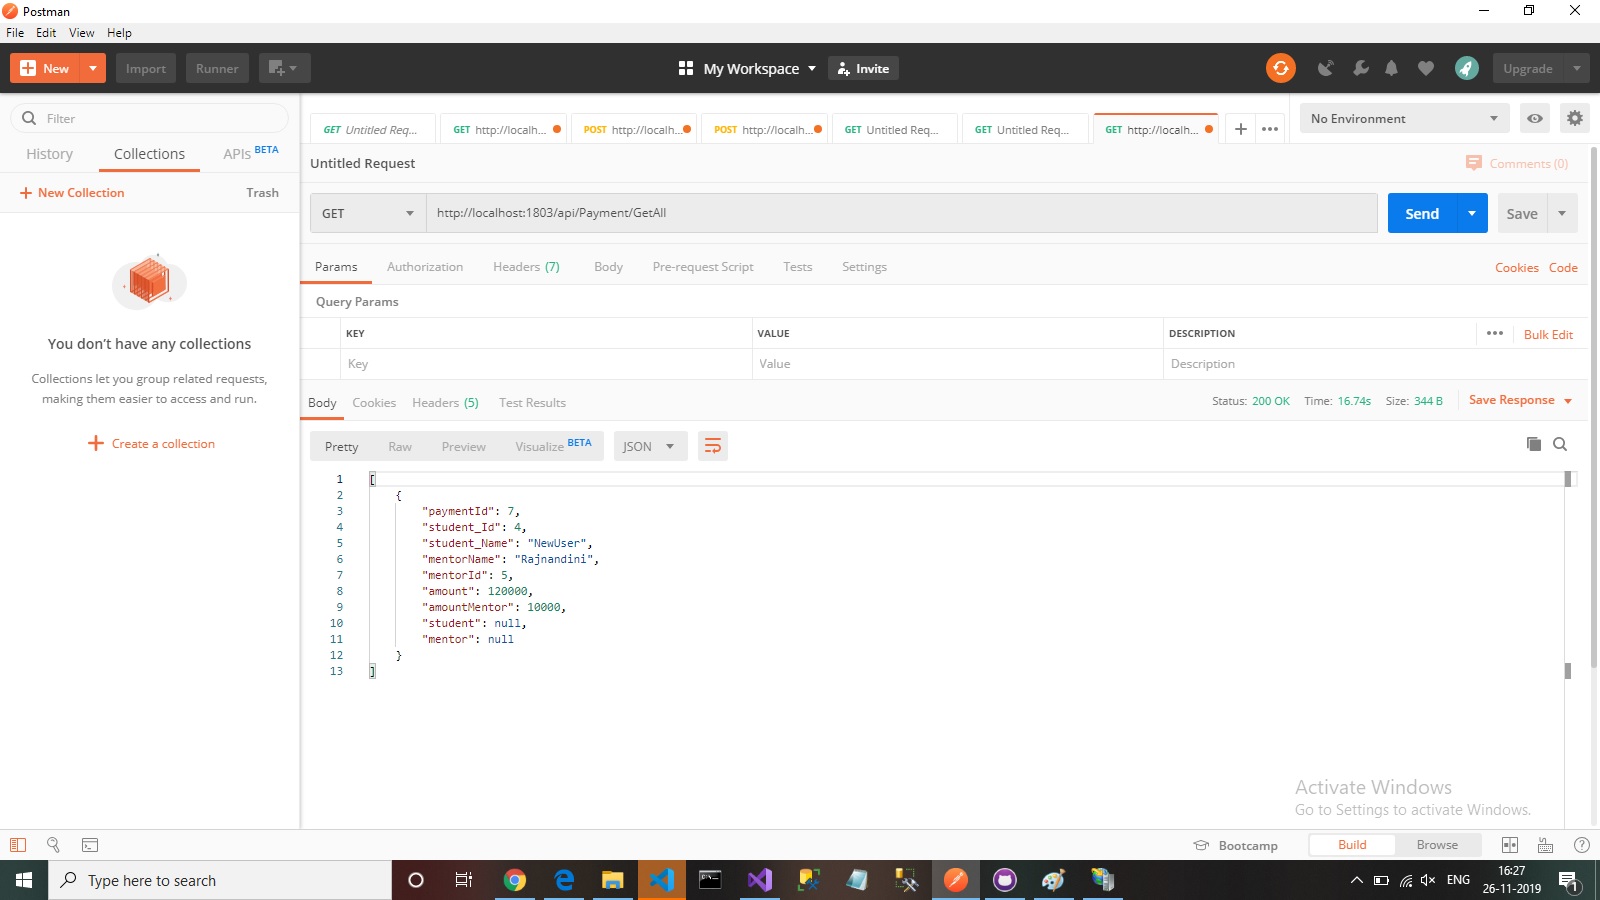 Postman
File Edit View Help
New Import Runner My Workspace Invite Upgrade
Filter
History Collections APIs BETA
New Collection Trash
You don't have any collections
Collections let you group related requests,
making them easier to access and run.
Create a collection
GET Untitled Req... GET http://localh... POST http://localh... POST http://localh... GET Untitled Req... GET Untitled Req... GET http://localh... No Environment
Untitled Request Comments (0)
GET http://localhost:1803/api/Payment/GetAll Send Save
Params Authorization Headers (7) Body Pre-request Script Tests Settings Cookies Code
Query Params
KEY VALUE DESCRIPTION Bulk Edit
Key Value Description
Body Cookies Headers (5) Test Results Status: 200 OK Time: 16.74s Size: 344 B Save Response
Pretty Raw Preview Visualize BETA JSON
1 [
2 {
3 "paymentId": 7,
4 "student_Id": 4,
5 "student_Name": "NewUser",
6 "mentorName": "Rajnandini",
7 "mentorId": 5,
8 "amount": 120000,
9 "amountMentor": 10000,
10 "student": null,
11 "mentor": null
12 }
13 ]
Activate Windows
Go to Settings to activate Windows.
Bootcamp Build Browse
Type here to search ENG 16:27
26-11-2019 1